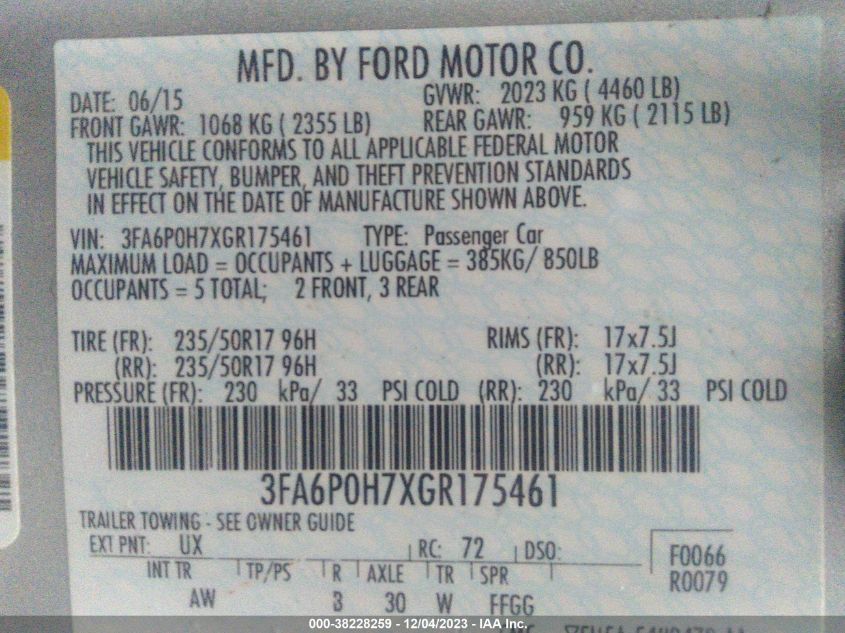 MFD. BY FORD MOTOR CO.
DATE: 06/15 GVWR: 2023 KG ( 4460 LB)
FRONT GAWR: 1068 KG ( 2355 LB) REAR GAWR: 959 KG ( 2115 LB)
THIS VEHICLE CONFORMS TO ALL APPLICABLE FEDERAL MOTOR
VEHICLE SAFETY, BUMPER, AND THEFT PREVENTION STANDARDS
IN EFFECT ON THE DATE OF MANUFACTURE SHOWN ABOVE.
VIN: 3FA6P0H7XGR175461 TYPE: Passenger Car
MAXIMUM LOAD = OCCUPANTS + LUGGAGE = 385KG/ 850LB
OCCUPANTS = 5 TOTAL; 2 FRONT, 3 REAR
TIRE (FR): 235/50R17 96H RIMS (FR): 17x7.5J
(RR): 235/50R17 96H (RR): 17x7.5J
PRESSURE (FR): 230 kPa/ 33 PSI COLD (RR): 230 kPa/ 33 PSI COLD
3FA6P0H7XGR175461
TRAILER TOWING - SEE OWNER GUIDE
EXT PNT: UX RC: 72 DSO: F0066
INT TR TP/PS R AXLE TR SPR R0079
AW 3 30 W FFGG
000-38228259 - 12/04/2023 - IAA Inc.